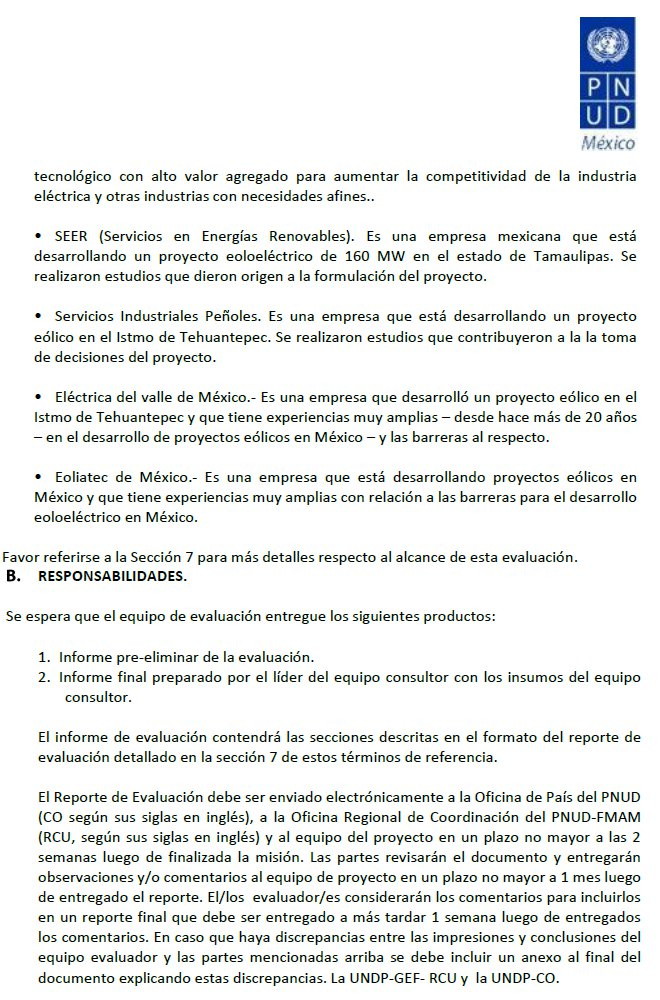 P N
U D
México
tecnológico con alto valor agregado para aumentar la competitividad de la industria
eléctrica y otras industrias con necesidades afines..
• SEER (Servicios en Energías Renovables). Es una empresa mexicana que está
desarrollando un proyecto eoloeléctrico de 160 MW en el estado de Tamaulipas. Se
realizaron estudios que dieron origen a la formulación del proyecto.
• Servicios Industriales Peñoles. Es una empresa que está desarrollando un proyecto
eólico en el Istmo de Tehuantepec. Se realizaron estudios que contribuyeron a la la toma
de decisiones del proyecto.
• Eléctrica del valle de México.- Es una empresa que desarrolló un proyecto eólico en el
Istmo de Tehuantepec y que tiene experiencias muy amplias – desde hace más de 20 años
– en el desarrollo de proyectos eólicos en México – y las barreras al respecto.
• Eoliatec de México.- Es una empresa que está desarrollando proyectos eólicos en
México y que tiene experiencias muy amplias con relación a las barreras para el desarrollo
eoloeléctrico en México.
Favor referirse a la Sección 7 para más detalles respecto al alcance de esta evaluación.
B. RESPONSABILIDADES.
Se espera que el equipo de evaluación entregue los siguientes productos:
1. Informe pre-eliminar de la evaluación.
2. Informe final preparado por el líder del equipo consultor con los insumos del equipo
consultor.
El informe de evaluación contendrá las secciones descritas en el formato del reporte de
evaluación detallado en la sección 7 de estos términos de referencia.
El Reporte de Evaluación debe ser enviado electrónicamente a la Oficina de País del PNUD
(CO según sus siglas en inglés), a la Oficina Regional de Coordinación del PNUD-FMAM
(RCU, según sus siglas en inglés) y al equipo del proyecto en un plazo no mayor a las 2
semanas luego de finalizada la misión. Las partes revisarán el documento y entregarán
observaciones y/o comentarios al equipo de proyecto en un plazo no mayor a 1 mes luego
de entregado el reporte. El/los evaluador/es considerarán los comentarios para incluirlos
en un reporte final que debe ser entregado a más tardar 1 semana luego de entregados
los comentarios. En caso que haya discrepancias entre las impresiones y conclusiones del
equipo evaluador y las partes mencionadas arriba se debe incluir un anexo al final del
documento explicando estas discrepancias. La UNDP-GEF- RCU y la UNDP-CO.